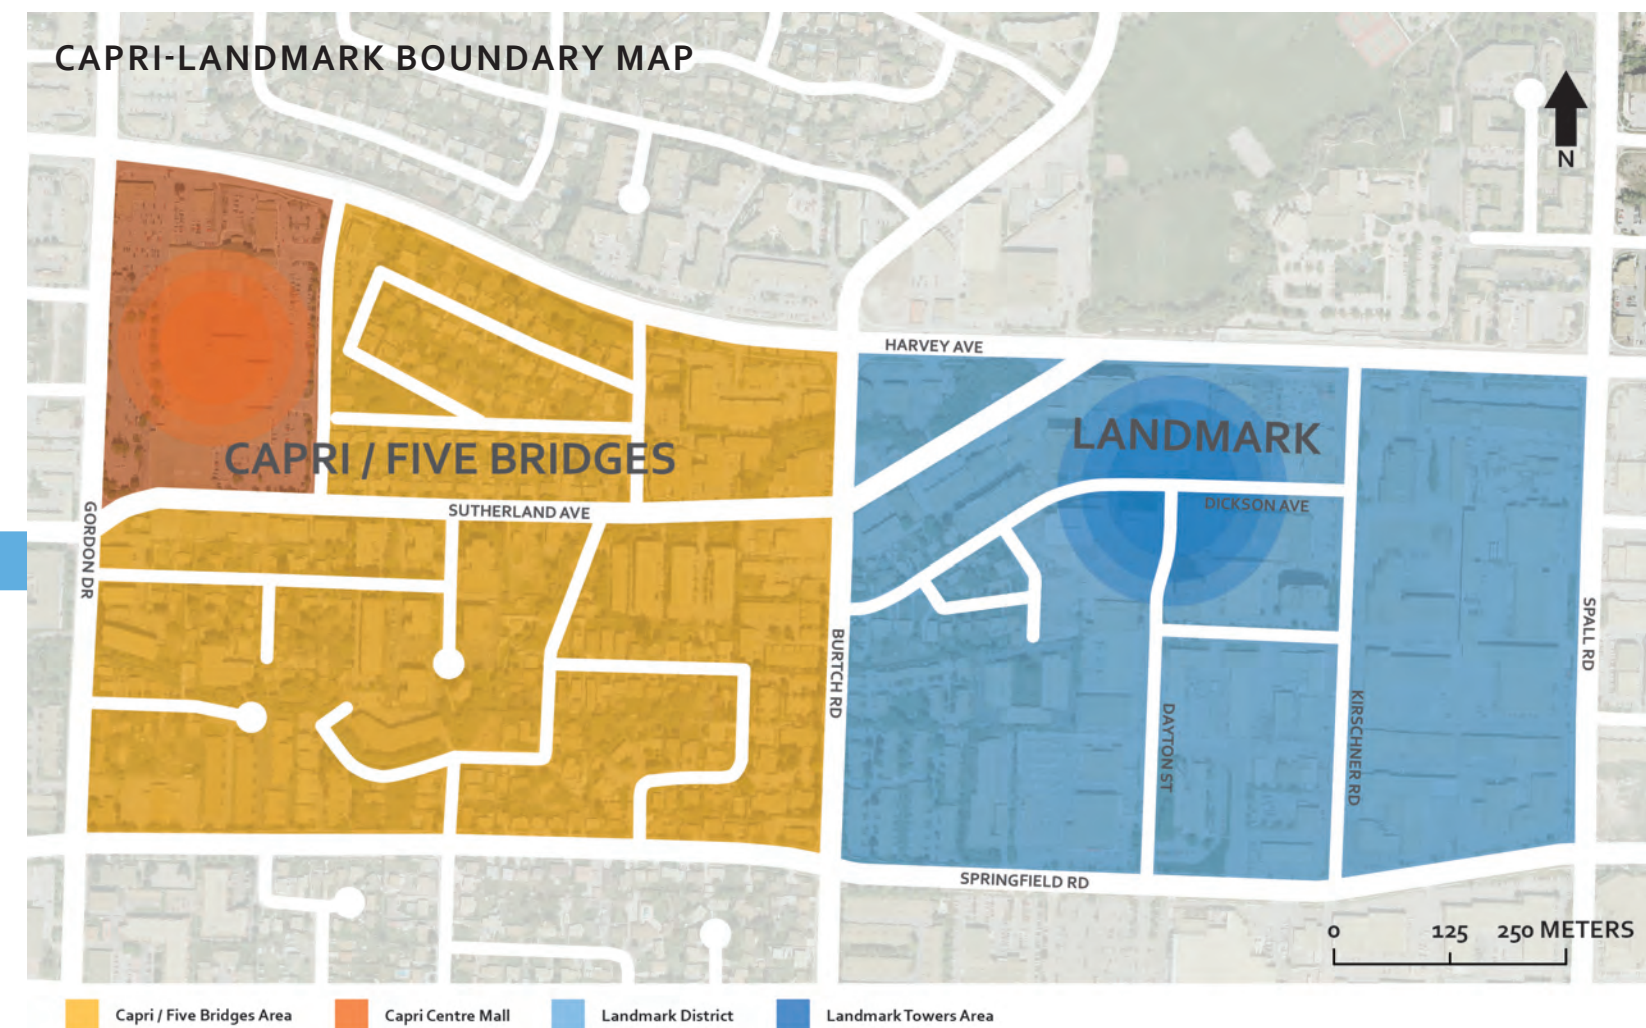 CAPRI-LANDMARK BOUNDARY MAP
N
HARVEY AVE
LANDMARK
CAPRI / FIVE BRIDGES
DICKSON AVE
SUTHERLAND AVE
GORDON DR
BURTCH RD
SPALL RD
DAYTON ST
KIRSCHNER RD
SPRINGFIELD RD
0 125 250 METERS
Capri / Five Bridges Area
Capri Centre Mall
Landmark District
Landmark Towers Area